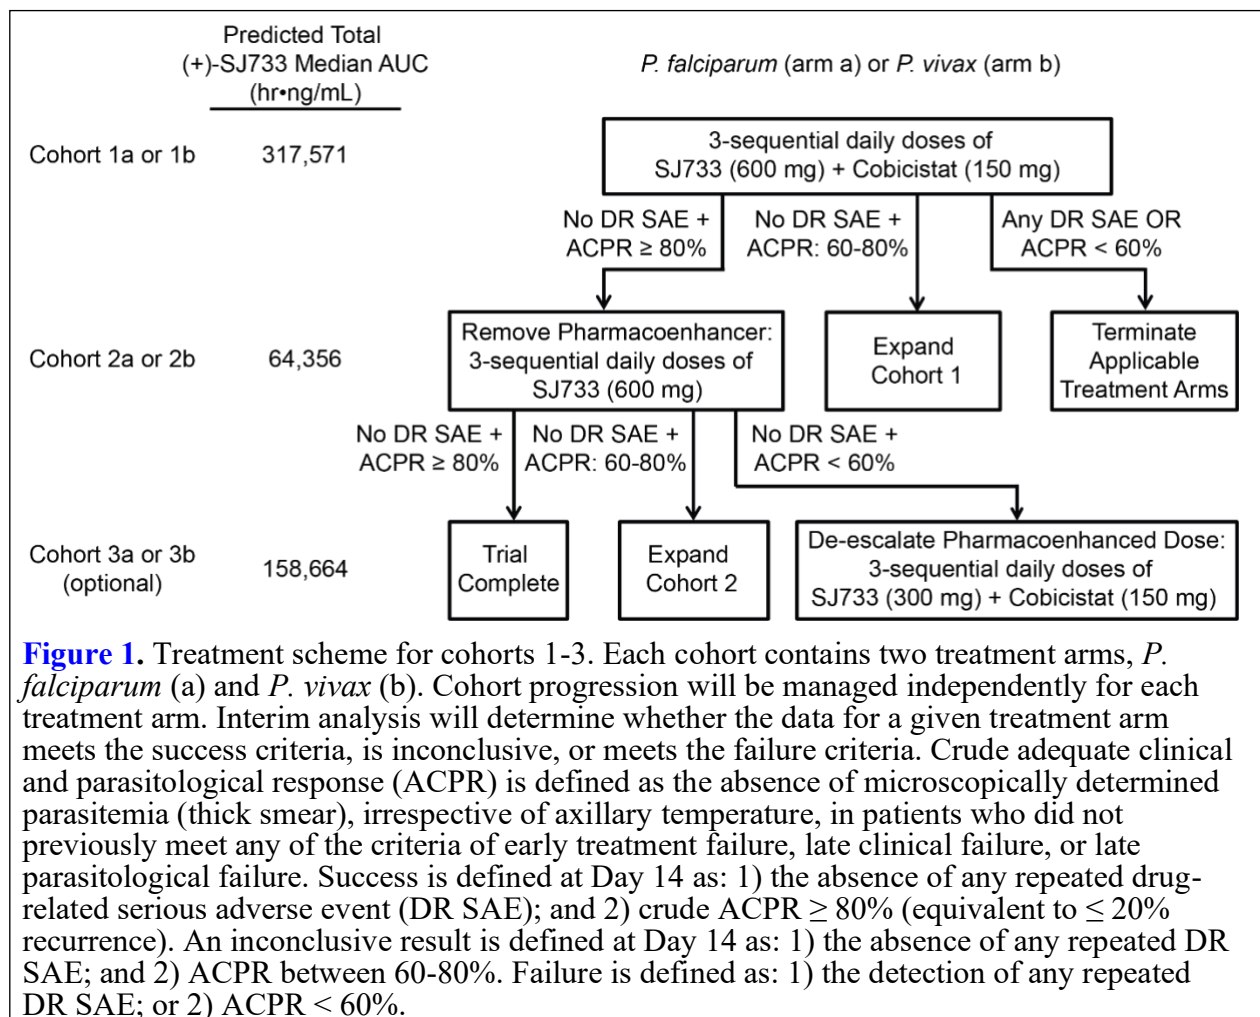 Predicted Total
(+)-SJ733 Median AUC
(hr•ng/mL)
P. falciparum (arm a) or P. vivax (arm b)
Cohort 1a or 1b
317,571
3-sequential daily doses of
SJ733 (600 mg) + Cobicistat (150 mg)
No DR SAE +
ACPR ≥ 80%
No DR SAE +
ACPR: 60-80%
Any DR SAE OR
ACPR < 60%
Cohort 2a or 2b
64,356
Remove Pharmacoenhancer:
3-sequential daily doses of
SJ733 (600 mg)
Expand
Cohort 1
Terminate
Applicable
Treatment Arms
No DR SAE +
ACPR ≥ 80%
No DR SAE +
ACPR: 60-80%
No DR SAE +
ACPR < 60%
Cohort 3a or 3b
(optional)
158,664
Trial
Complete
Expand
Cohort 2
De-escalate Pharmacoenhanced Dose:
3-sequential daily doses of
SJ733 (300 mg) + Cobicistat (150 mg)
Figure 1. Treatment scheme for cohorts 1-3. Each cohort contains two treatment arms, P.
falciparum (a) and P. vivax (b). Cohort progression will be managed independently for each
treatment arm. Interim analysis will determine whether the data for a given treatment arm
meets the success criteria, is inconclusive, or meets the failure criteria. Crude adequate clinical
and parasitological response (ACPR) is defined as the absence of microscopically determined
parasitemia (thick smear), irrespective of axillary temperature, in patients who did not
previously meet any of the criteria of early treatment failure, late clinical failure, or late
parasitological failure. Success is defined at Day 14 as: 1) the absence of any repeated drug-
related serious adverse event (DR SAE); and 2) crude ACPR ≥ 80% (equivalent to ≤ 20%
recurrence). An inconclusive result is defined at Day 14 as: 1) the absence of any repeated DR
SAE; and 2) ACPR between 60-80%. Failure is defined as: 1) the detection of any repeated
DR SAE; or 2) ACPR < 60%.